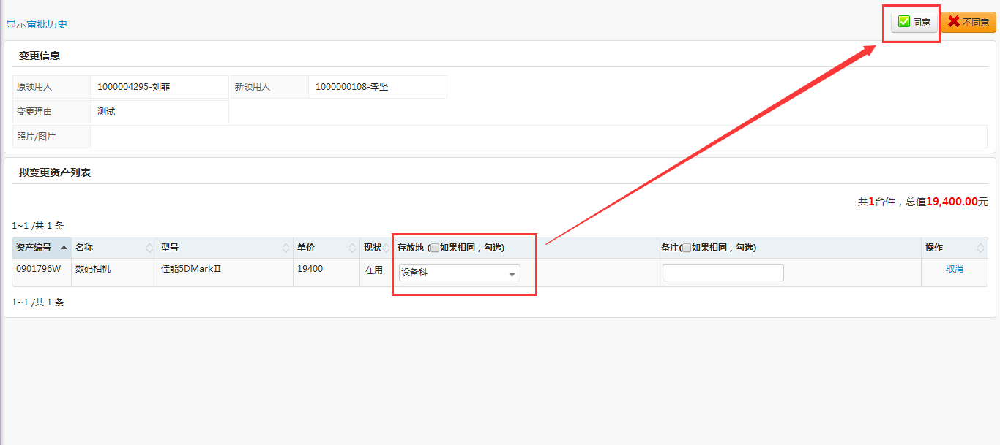 显示审批历史
同意
不同意
变更信息
原领用人 1000004295-刘菲 新领用人 1000000108-李坚
变更理由 测试
照片/图片
拟变更资产列表
共1台件，总值19,400.00元
1~1 /共 1 条
资产编号 名称 型号 单价 现状 存放地 (如果相同，勾选) 备注(如果相同，勾选) 操作
0901796W 数码相机 佳能5DMarkⅡ 19400 在用 设备科 取消
1~1 /共 1 条